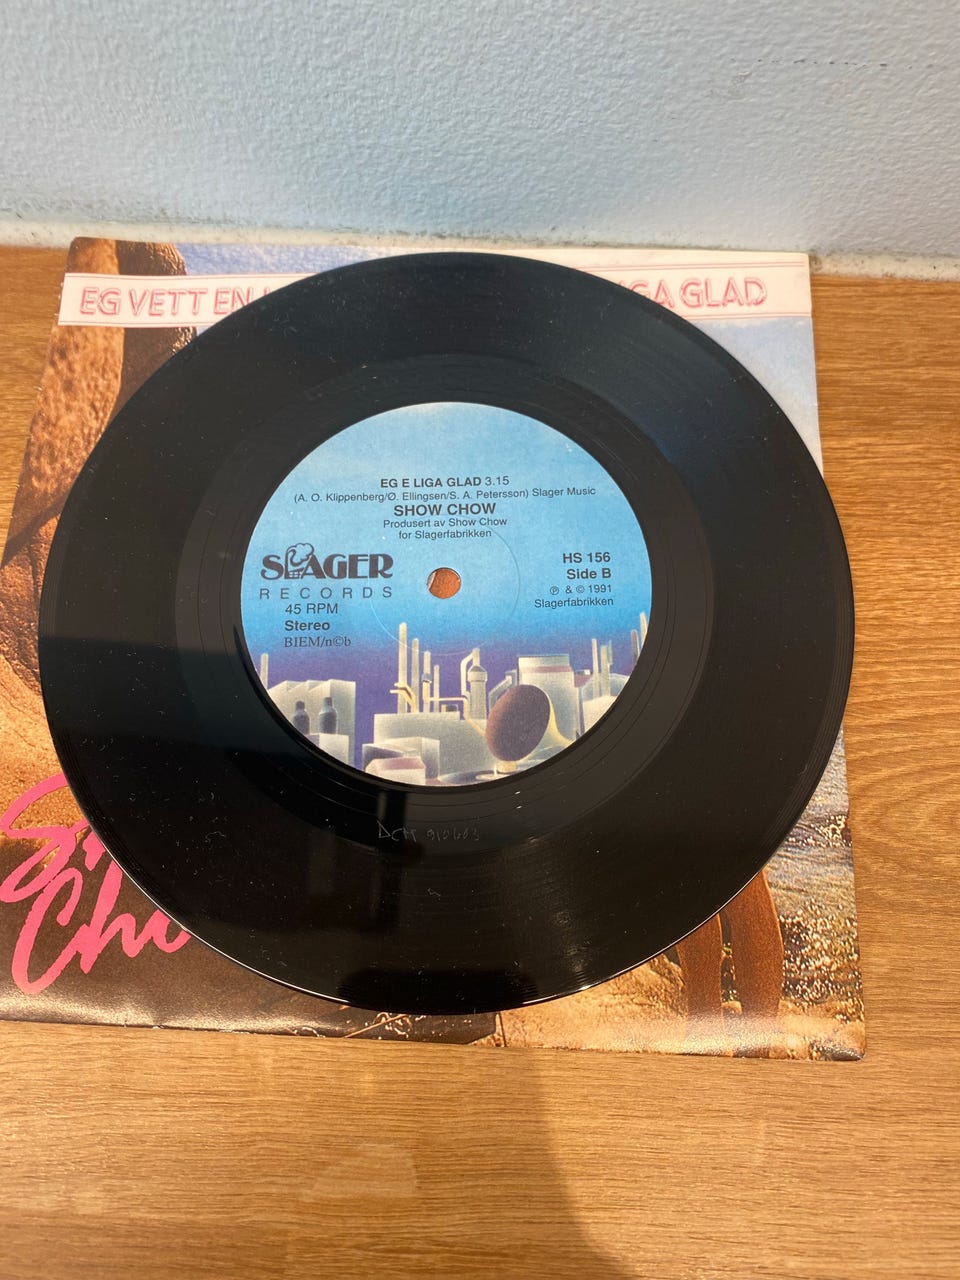 EG VETT EN
LIGA GLAD
EG E LIGA GLAD 3.15
(A. O. Klippenberg/Ø. Ellingsen/S. A. Petersson) Slager Music
SHOW CHOW
Produsert av Show Chow
for Slagerfabrikken
SLAGER
RECORDS
45 RPM
Stereo
BIEM/n©b
HS 156
Side B
℗ & © 1991
Slagerfabrikken